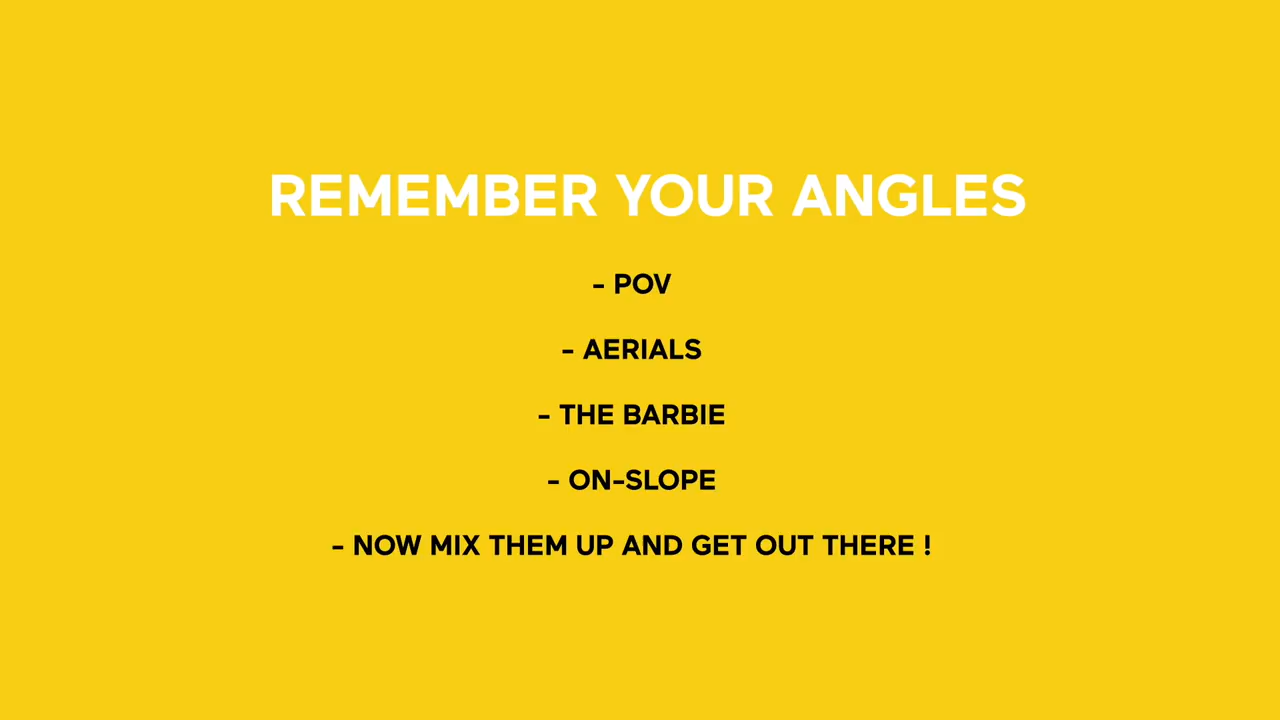 REMEMBER YOUR ANGLES
- POV
- AERIALS
- THE BARBIE
- ON-SLOPE
- NOW MIX THEM UP AND GET OUT THERE !